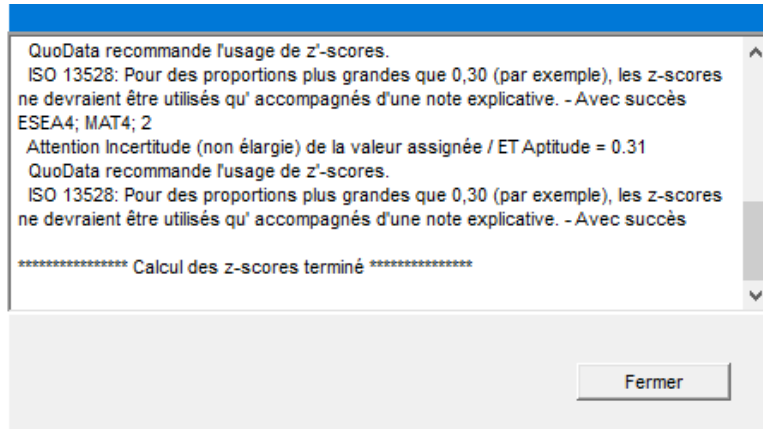 QuoData recommande l'usage de z'-scores.
ISO 13528: Pour des proportions plus grandes que 0,30 (par exemple), les z-scores
ne devraient être utilisés qu' accompagnés d'une note explicative. - Avec succès
ESEA4; MAT4; 2
Attention Incertitude (non élargie) de la valeur assignée / ET Aptitude = 0.31
QuoData recommande l'usage de z'-scores.
ISO 13528: Pour des proportions plus grandes que 0,30 (par exemple), les z-scores
ne devraient être utilisés qu' accompagnés d'une note explicative. - Avec succès
**************** Calcul des z-scores terminé ***************
Fermer